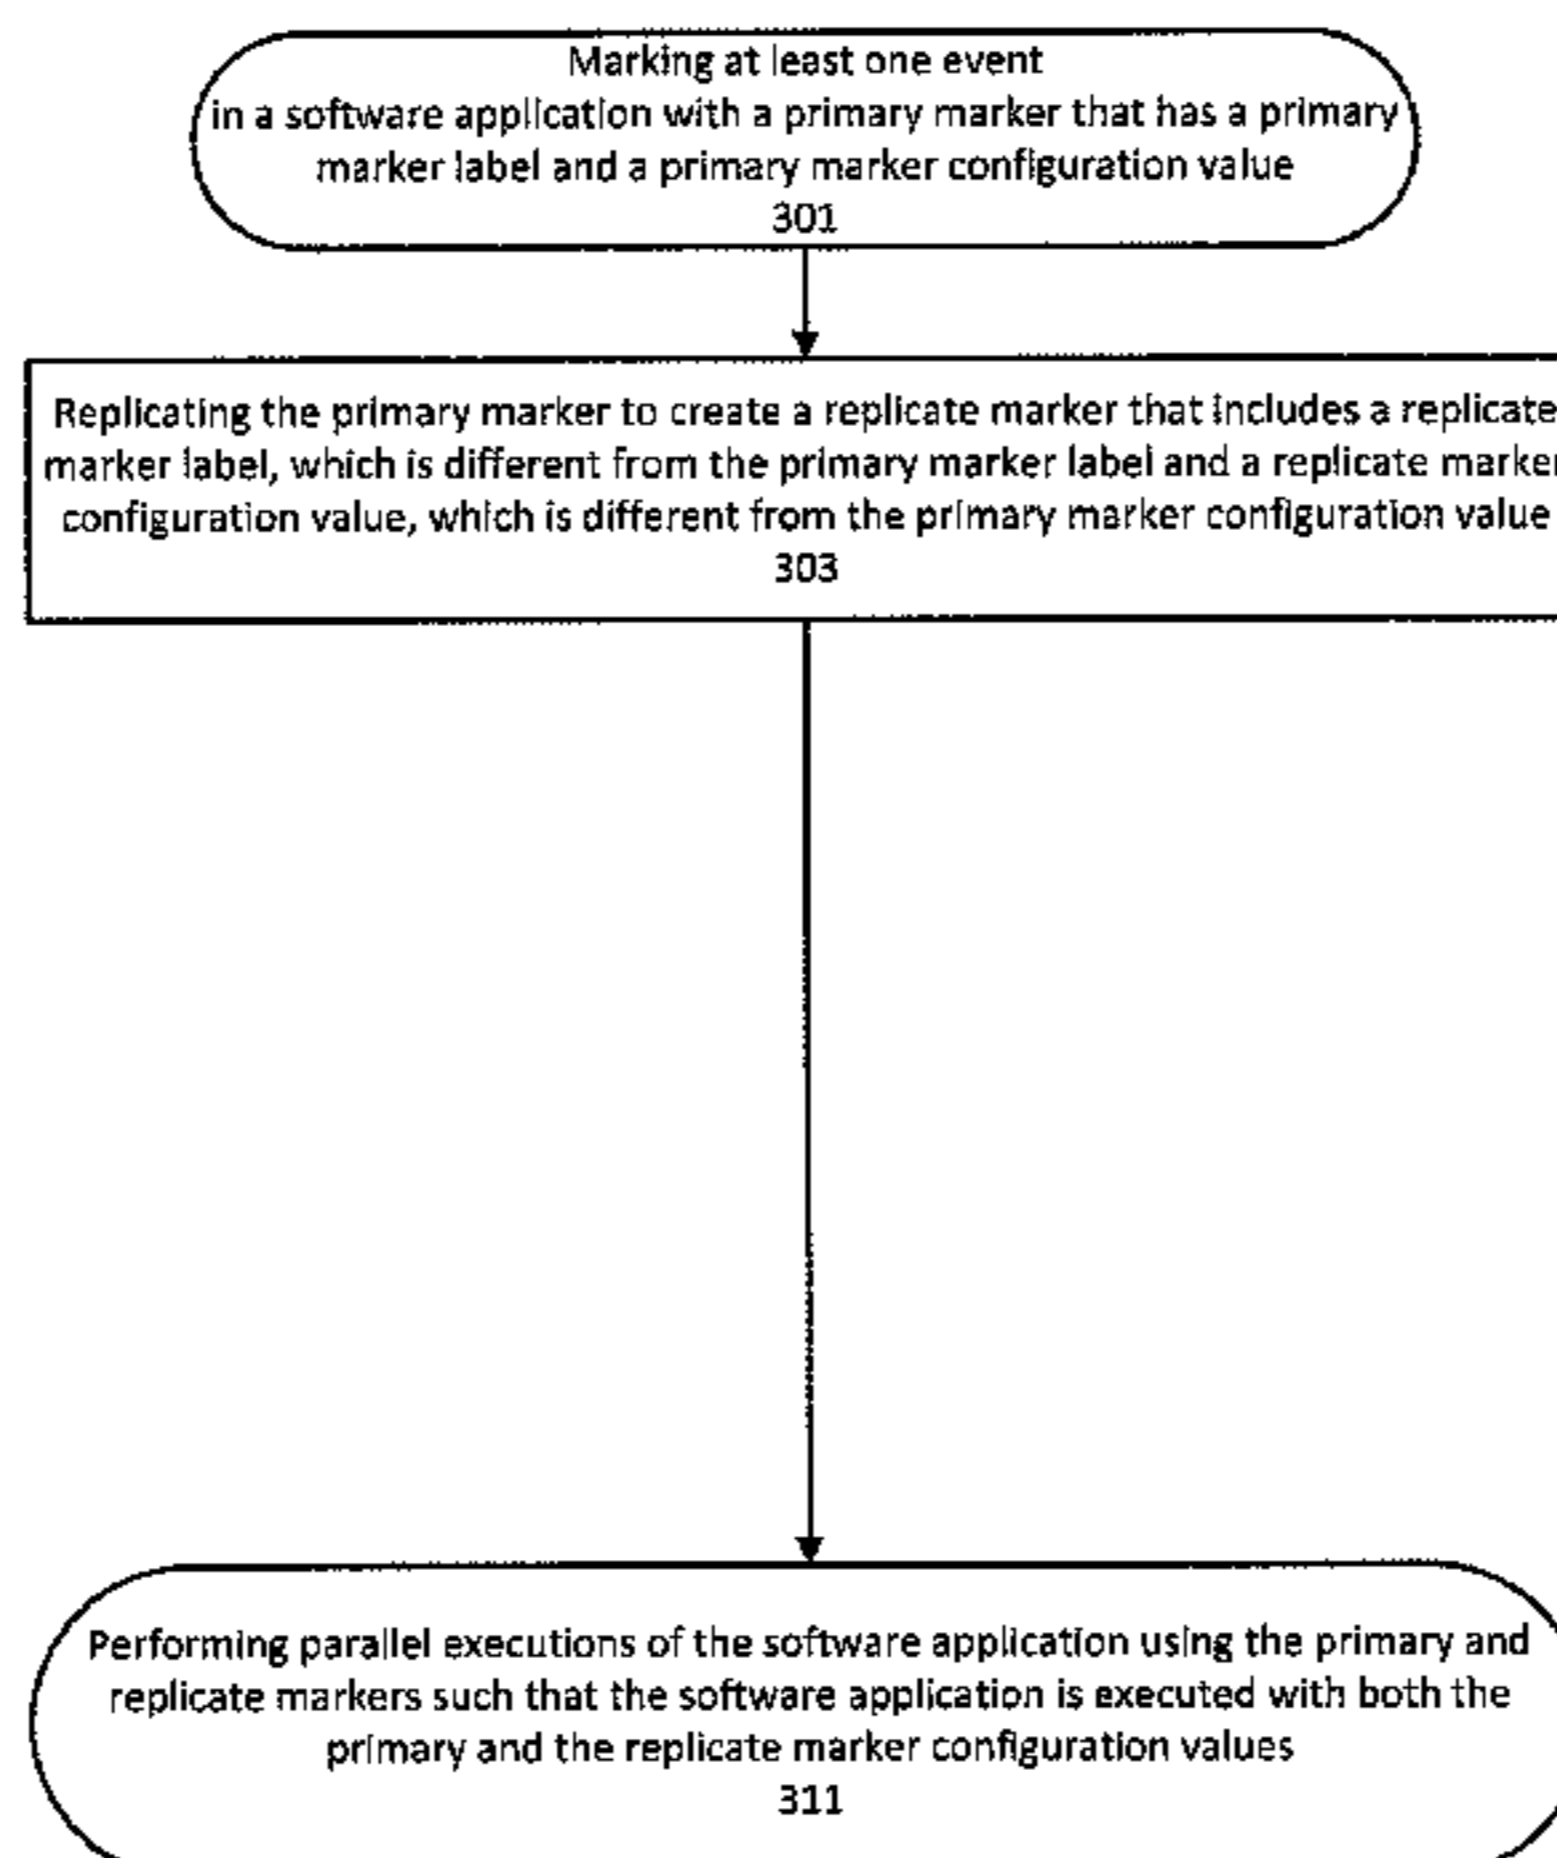 Marking at least one event
in a software application with a primary marker that has a primary
marker label and a primary marker configuration value
301
Replicating the primary marker to create a replicate marker that includes a replicate
marker label, which is different from the primary marker label and a replicate marker
configuration value, which is different from the primary marker configuration value
303
Performing parallel executions of the software application using the primary and
replicate markers such that the software application is executed with both the
primary and the replicate marker configuration values
311